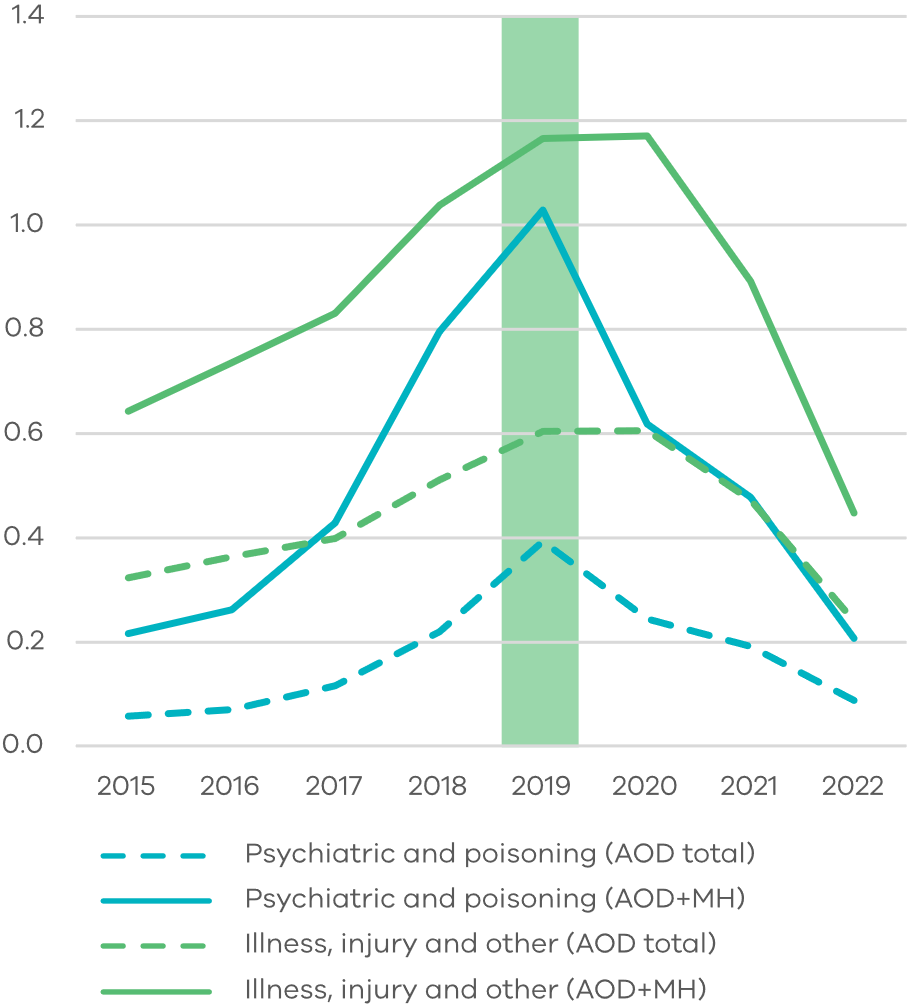 1.4
1.2
1.0
0.8
0.6
0.4
0.2
0.0
2015 2016 2017 2018 2019 2020 2021 2022
Psychiatric and poisoning (AOD total)
Psychiatric and poisoning (AOD+MH)
Illness, injury and other (AOD total)
Illness, injury and other (AOD+MH)